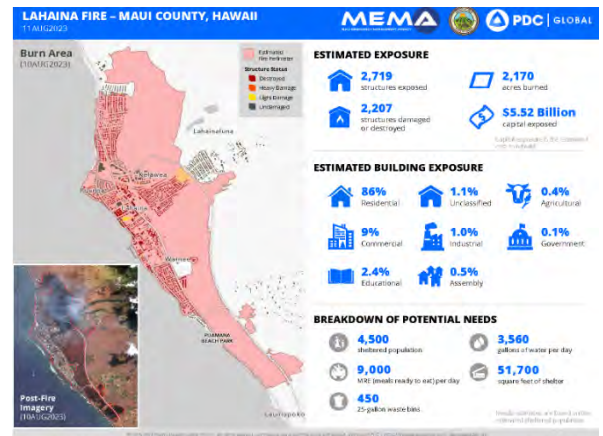 LAHAINA FIRE – MAUI COUNTY, HAWAII
11AUG2023
MEMA
PDC | GLOBAL
Burn Area
(10AUG2023)
Estimated
Fire Perimeter
Structure Status
Destroyed
Heavy Damage
Light Damage
Undamaged
Lahainaluna
Lahaina
PUAMANA
BEACH PARK
Launiupoko
Post-Fire
Imagery
(10AUG2023)
ESTIMATED EXPOSURE
2,719
structures exposed
2,170
acres burned
2,207
structures damaged
or destroyed
$5.52 Billion
capital exposed
ESTIMATED BUILDING EXPOSURE
86%
Residential
1.1%
Unclassified
0.4%
Agricultural
9%
Commercial
1.0%
Industrial
0.1%
Government
2.4%
Educational
0.5%
Assembly
BREAKDOWN OF POTENTIAL NEEDS
4,500
sheltered population
3,560
gallons of water per day
9,000
MRE (meals ready to eat) per day
51,700
square feet of shelter
450
25-gallon waste bins